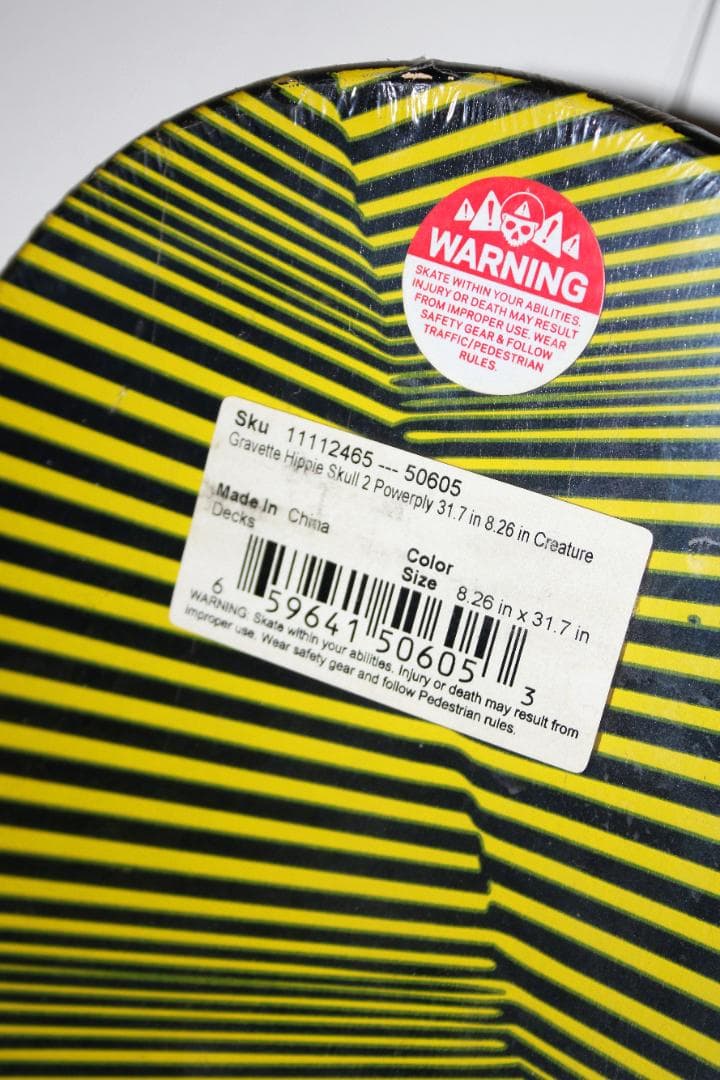 WARNING
SKATE WITHIN YOUR ABILITIES.
INJURY OR DEATH MAY RESULT
FROM IMPROPER USE. WEAR
SAFETY GEAR & FOLLOW
TRAFFIC/PEDESTRIAN
RULES.
Sku 11112465 --- 50605
Gravette Hippie Skull 2 Powerply 31.7 in 8.26 in Creature
Decks
Made In China
Color
Size 8.26 in x 31.7 in
6 59641 50605 3
WARNING: Skate within your abilities. Injury or death may result from
improper use. Wear safety gear and follow Pedestrian rules.